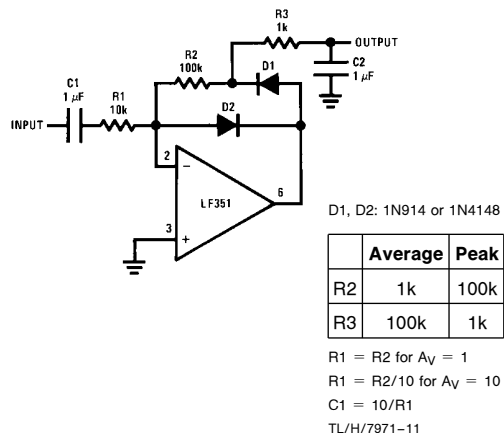 R3
1k
OUTPUT
R2
100k
D1
C2
1 μF
C1
1 μF
R1
10k
D2
INPUT
2
−
6
LF351
3
+
D1, D2: 1N914 or 1N4148
Average Peak
R2 1k 100k
R3 100k 1k
R1 = R2 for AV = 1
R1 = R2/10 for AV = 10
C1 = 10/R1
TL/H/7971–11